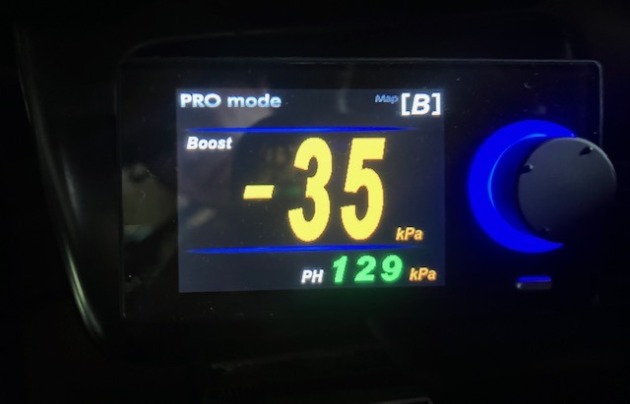 PRO mode Map [B]
Boost
-35 kPa
PH 129 kPa